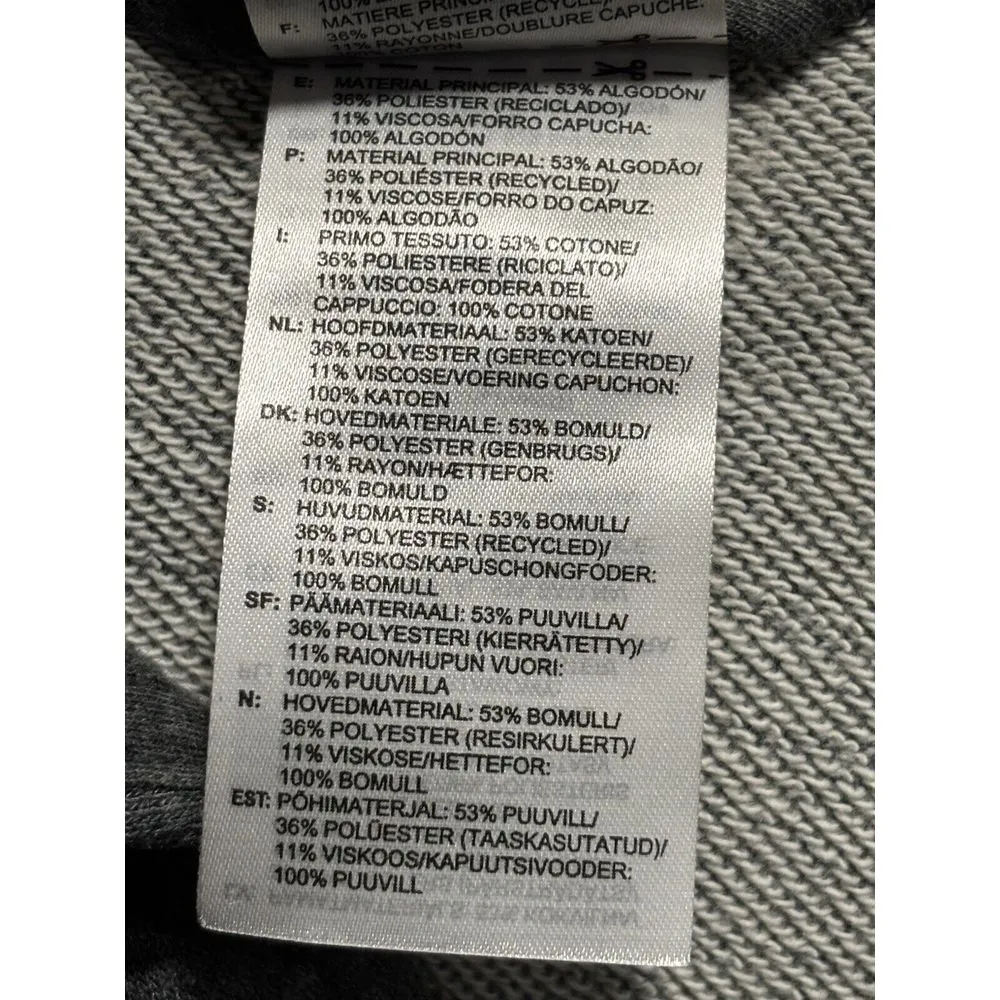 F: MATIÈRE
36% POLYESTER
11% RAYONNE/DOUBLURE CAPUCHE:
E: MATERIAL PRINCIPAL: 53% ALGODÓN/
36% POLIÉSTER (RECICLADO)/
11% VISCOSA/FORRO CAPUCHA:
100% ALGODÓN
P: MATERIAL PRINCIPAL: 53% ALGODÃO/
36% POLIÉSTER (RECYCLED)/
11% VISCOSE/FORRO DO CAPUZ:
100% ALGODÃO
I: PRIMO TESSUTO: 53% COTONE/
36% POLIESTERE (RICICLATO)/
11% VISCOSA/FODERA DEL
CAPPUCCIO: 100% COTONE
NL: HOOFDMATERIAAL: 53% KATOEN/
36% POLYESTER (GERECYCLEERDE)/
11% VISCOSE/VOERING CAPUCHON:
100% KATOEN
DK: HOVEDMATERIALE: 53% BOMULD/
36% POLYESTER (GENBRUGS)/
11% RAYON/HÆTTEFOR:
100% BOMULD
S: HUVUDMATERIAL: 53% BOMULL/
36% POLYESTER (RECYCLED)/
11% VISKOS/KAPUSCHONGFODER:
100% BOMULL
SF: PÄÄMATERIAALI: 53% PUUVILLA/
36% POLYESTERI (KIERRÄTETTY)/
11% RAION/HUPUN VUORI:
100% PUUVILLA
N: HOVEDMATERIAL: 53% BOMULL/
36% POLYESTER (RESIRKULERT)/
11% VISKOSE/HETTEFOR:
100% BOMULL
EST: PÕHIMATERJAL: 53% PUUVILL/
36% POLÜESTER (TAASKASUTATUD)/
11% VISKOOS/KAPUUTSIVOODER:
100% PUUVILL